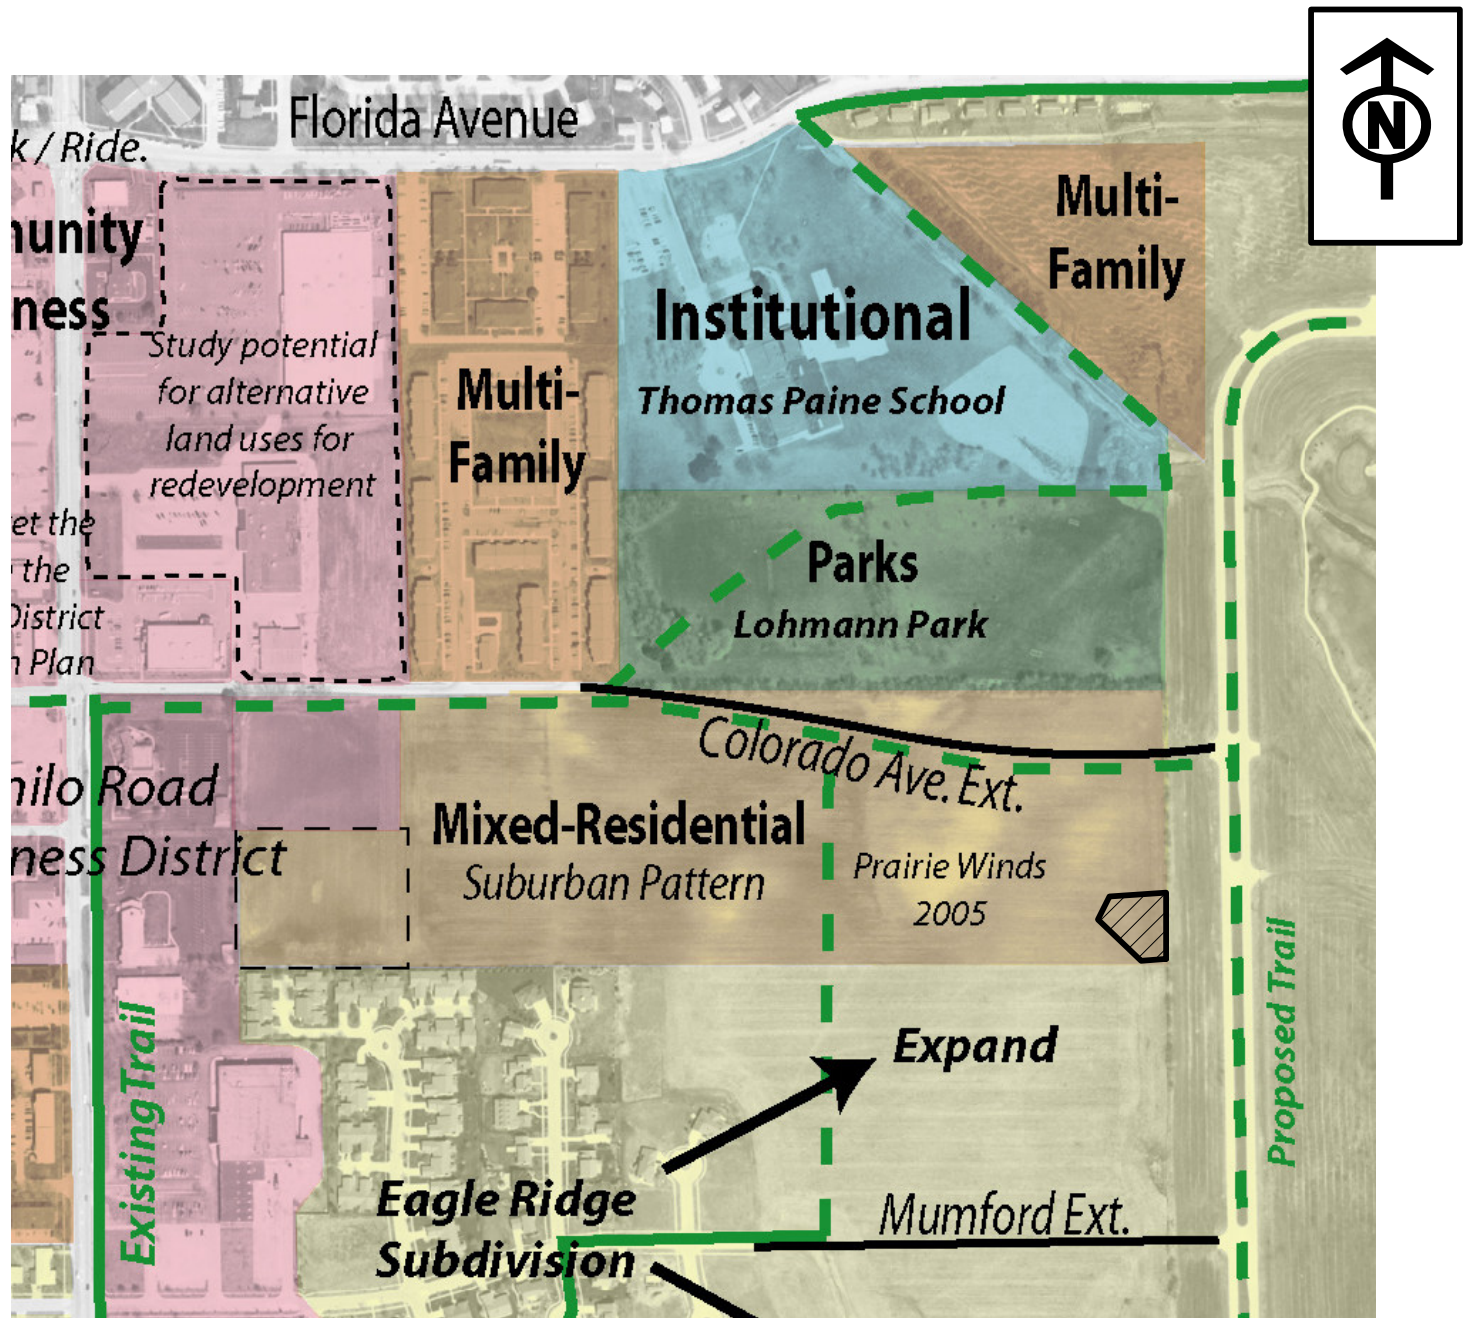 N
Florida Avenue
k / Ride.
Multi-
Family
unity
ness
Institutional
Thomas Paine School
Study potential
for alternative
land uses for
redevelopment
Multi-
Family
et the
the
District
n Plan
Parks
Lohmann Park
Colorado Ave. Ext.
ilo Road
ness District
Mixed-Residential
Suburban Pattern
Prairie Winds
2005
Existing Trail
Proposed Trail
Expand
Eagle Ridge
Subdivision
Mumford Ext.